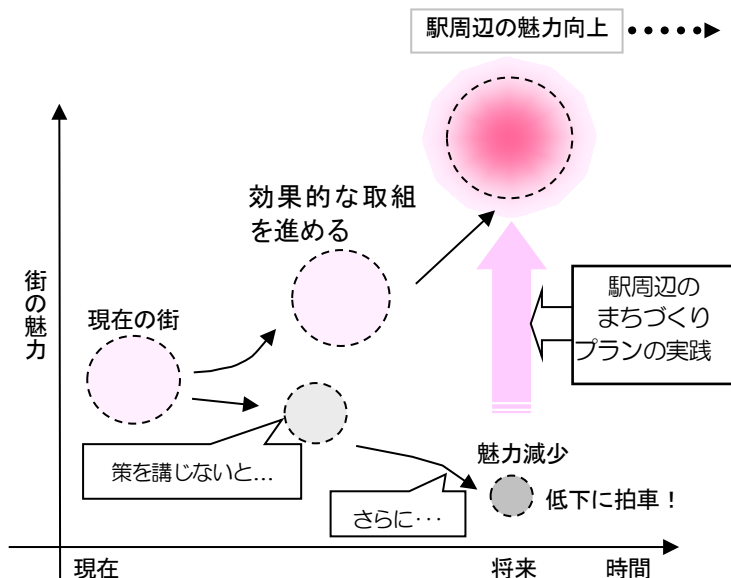 駅周辺の魅力向上
効果的な取組
を進める
街の魅力
現在の街
駅周辺の
まちづくり
プランの実践
策を講じないと…
魅力減少
さらに…
低下に拍車！
現在
将来
時間